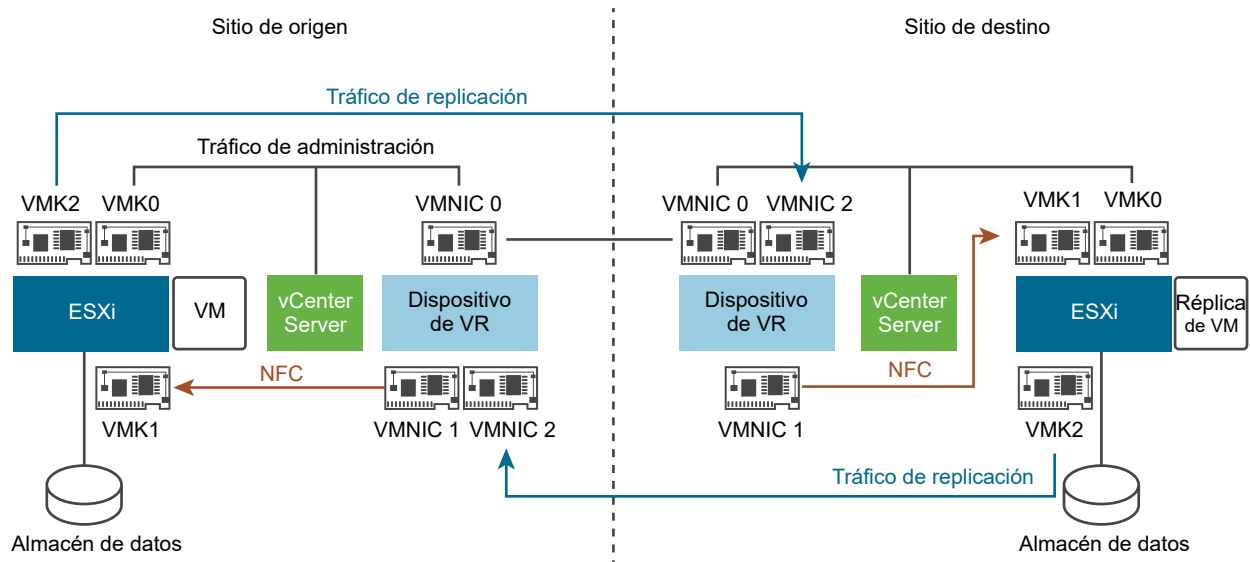 Sitio de origen
Sitio de destino
Tráfico de replicación
Tráfico de administración
VMK2
VMK0
VMNIC 0
VMNIC 0
VMNIC 2
VMK1
VMK0
ESXi
VM
vCenter
Server
Dispositivo
de VR
Dispositivo
de VR
vCenter
Server
ESXi
Réplica
de VM
NFC
NFC
VMK1
VMNIC 1
VMNIC 2
VMNIC 1
VMK2
Tráfico de replicación
Almacén de datos
Almacén de datos